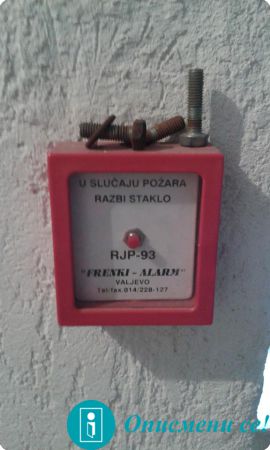 U SLUČAJU POŽARA
RAZBI STAKLO
RJP-93
"FRENKI - ALARM"
VALJEVO
Tel:fax.014/228-127
Описмени се!